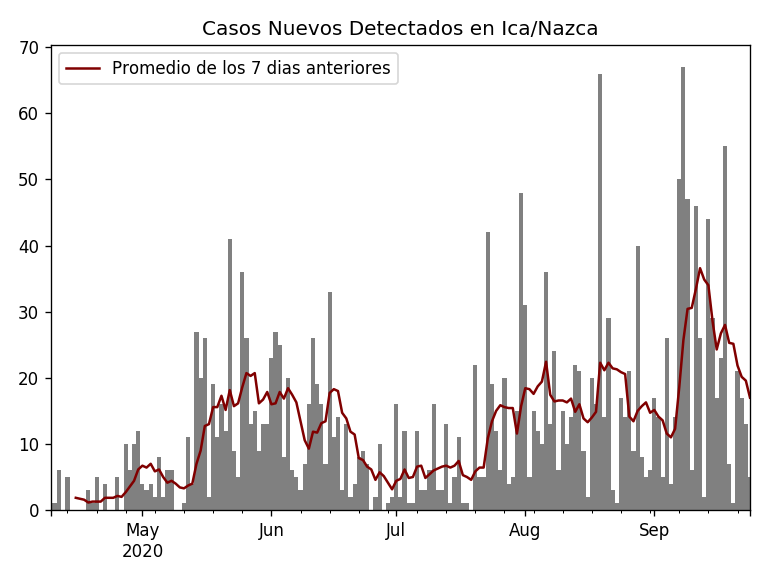 Casos Nuevos Detectados en Ica/Nazca
Promedio de los 7 dias anteriores
70
60
50
40
30
20
10
0
May
2020
Jun
Jul
Aug
Sep